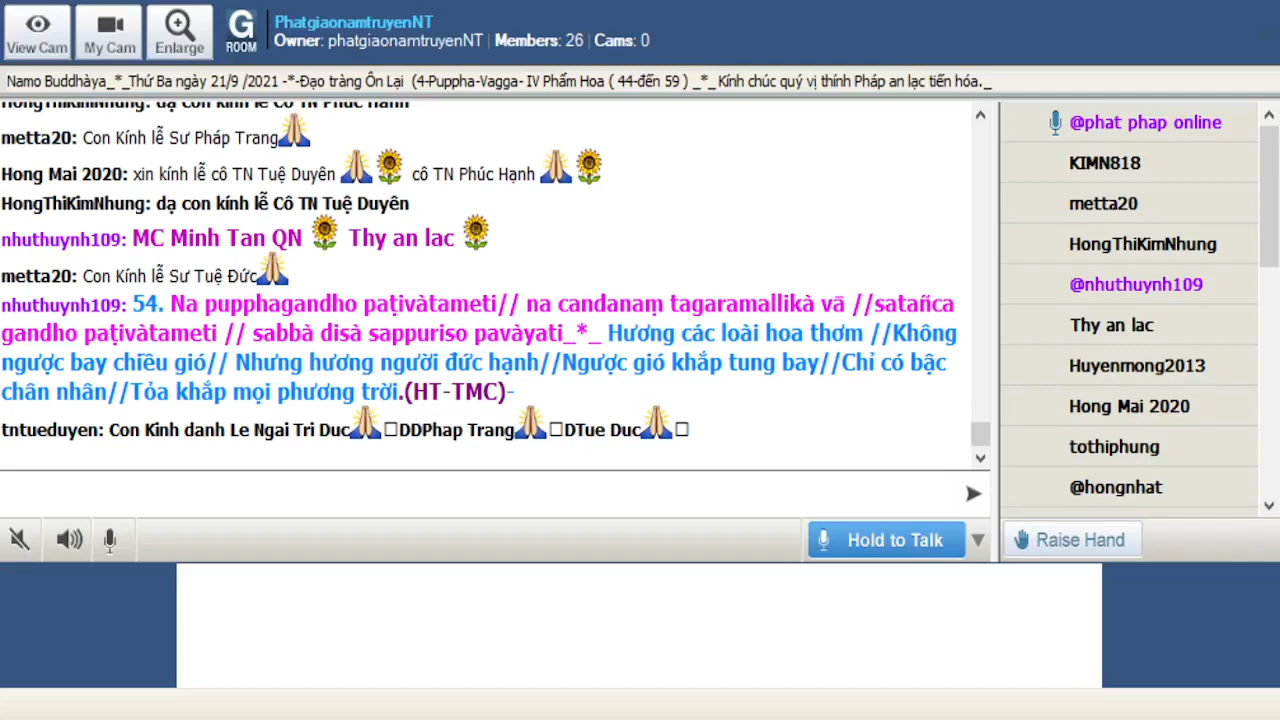 View Cam
My Cam
Enlarge
G
ROOM
PhatgiaonamtruyenNT
Owner: phatgiaonamtruyenNT | Members: 26 | Cams: 0
Namo Buddhàya_*_Thứ Ba ngày 21/9 /2021 -*-Đạo tràng Ôn Lại (4-Puppha-Vagga- IV Phẩm Hoa ( 44-đến 59 ) _*_Kính chúc quý vị thính Pháp an lạc tiến hóa._
HongThiKimNhung: dạ con kính lễ Cô TN Phúc Hành
metta20: Con Kính lễ Sư Pháp Trang
Hong Mai 2020: xin kính lễ cô TN Tuệ Duyên cô TN Phúc Hạnh
HongThiKimNhung: dạ con kính lễ Cô TN Tuệ Duyên
nhuthuynh109: MC Minh Tan QN Thy an lac
metta20: Con Kính lễ Sư Tuệ Đức
nhuthuynh109: 54. Na pupphagandho paṭivàtameti// na candanaṃ tagaramallikà vā //satañca
gandho paṭivàtameti // sabbà disà sappuriso pavàyati_*_ Hương các loài hoa thơm //Không
ngược bay chiều gió// Nhưng hương người đức hạnh//Ngược gió khắp tung bay//Chỉ có bậc
chân nhân//Tỏa khắp mọi phương trời.(HT-TMC)-
tntueduyen: Con Kinh danh Le Ngai Tri Duc □DDPhap Trang □DTue Duc □
Hold to Talk
@phat phap online
KIMN818
metta20
HongThiKimNhung
@nhuthuynh109
Thy an lac
Huyenmong2013
Hong Mai 2020
tothiphung
@hongnhat
Raise Hand